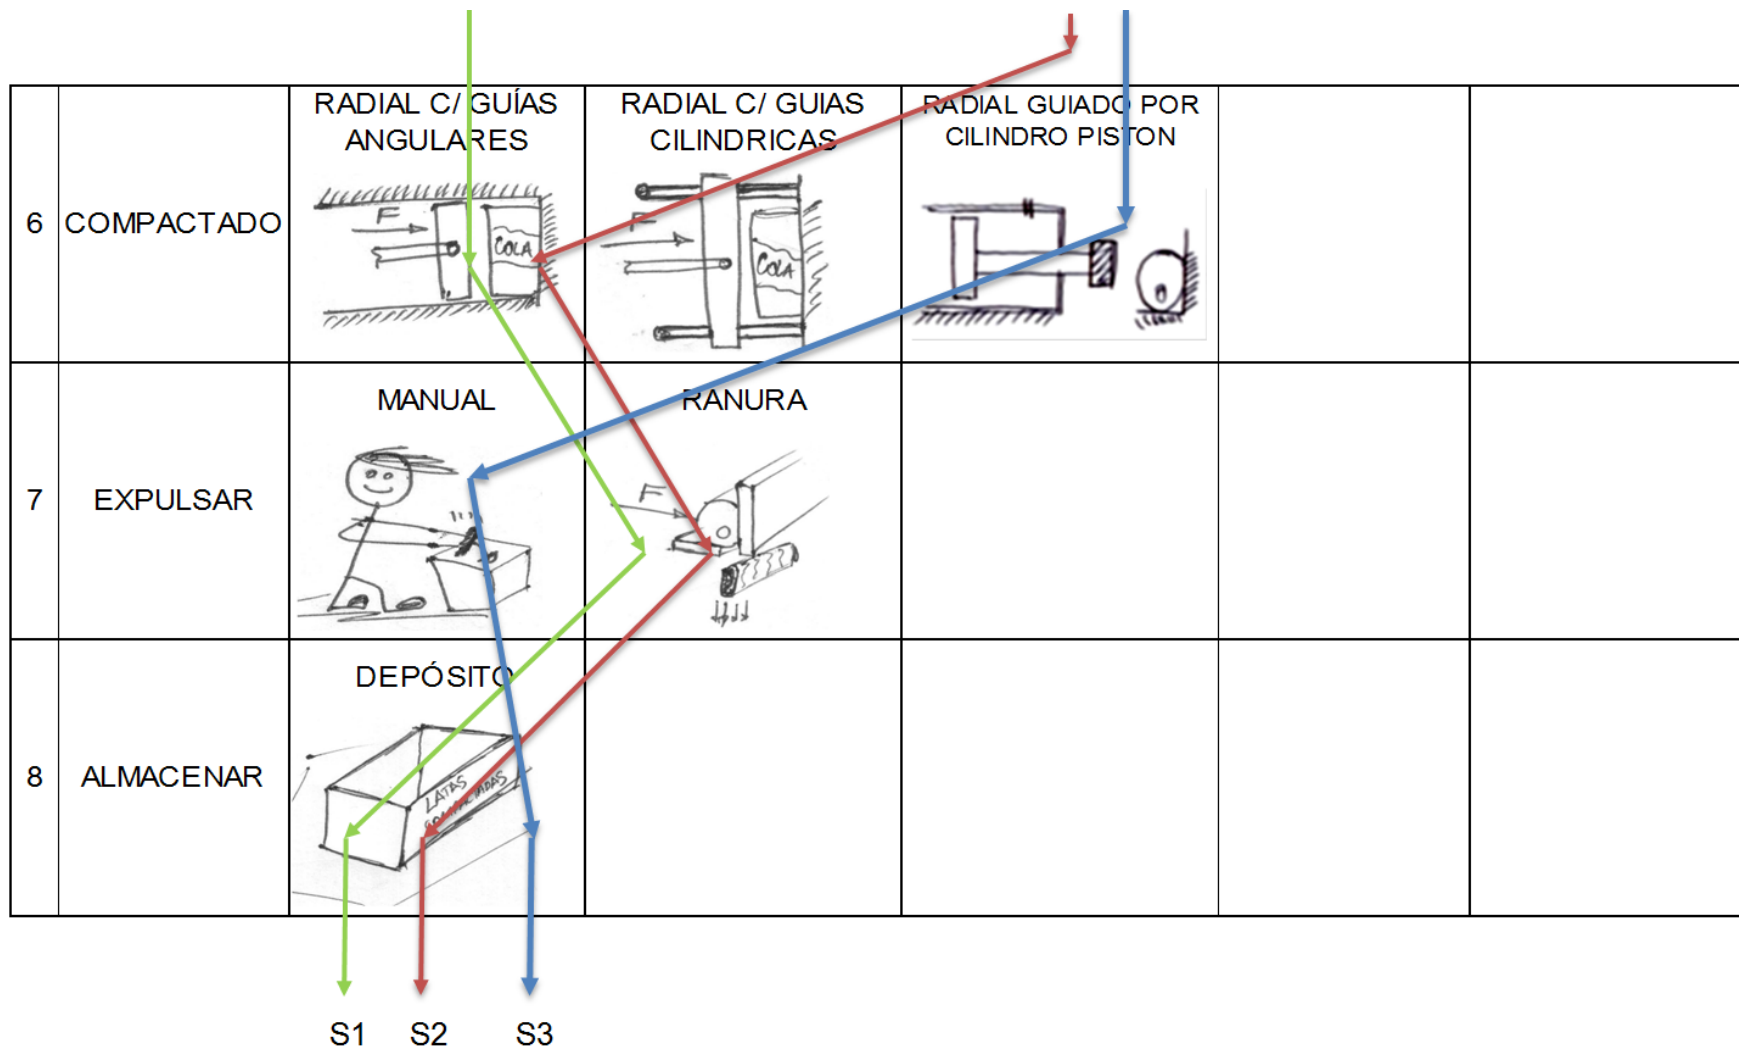 RADIAL C/ GUÍAS
ANGULARES
RADIAL C/ GUIAS
CILINDRICAS
RADIAL GUIADO POR
CILINDRO PISTON
6 COMPACTADO
F
COLA
F
COLA
MANUAL
RANURA
7 EXPULSAR
F
DEPÓSITO
8 ALMACENAR
LATAS
S1 S2 S3